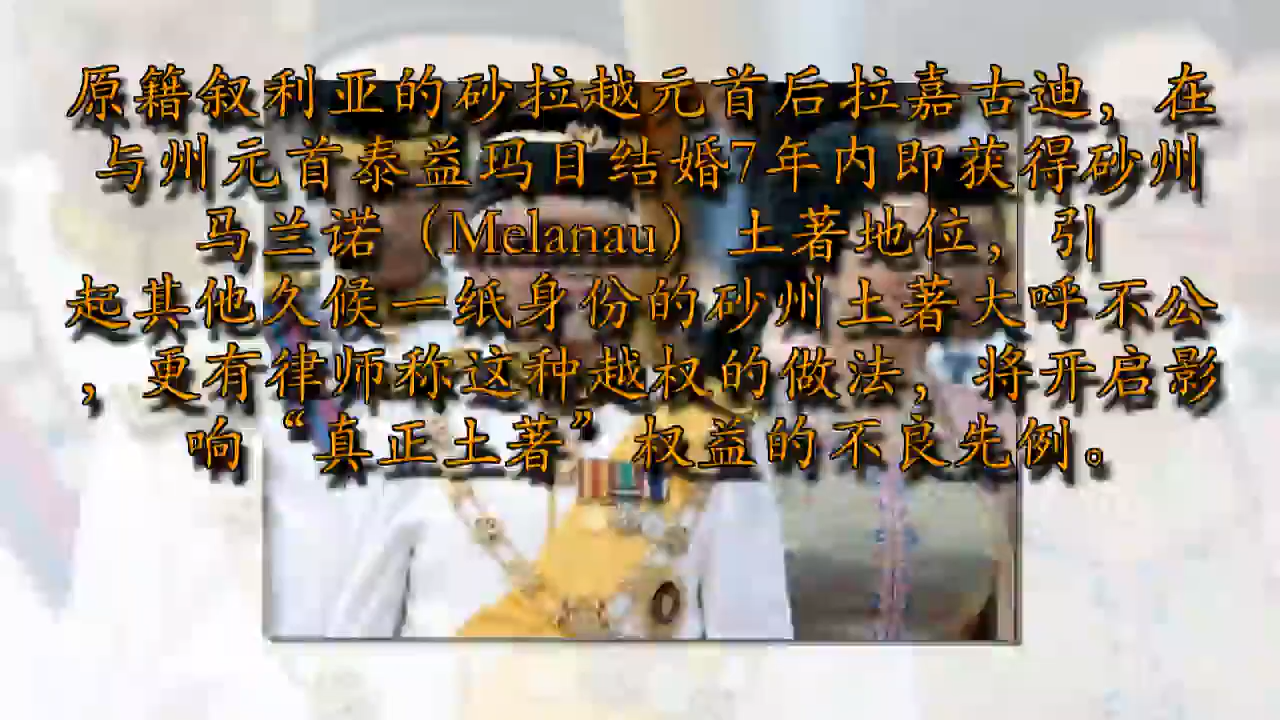 原籍叙利亚的砂拉越元首后拉嘉古迪，在
与州元首泰益玛目结婚7年内即获得砂州
马兰诺（Melanau）土著地位，引
起其他久候一纸身份的砂州土著大呼不公
，更有律师称这种越权的做法，将开启影
响“真正土著”权益的不良先例。